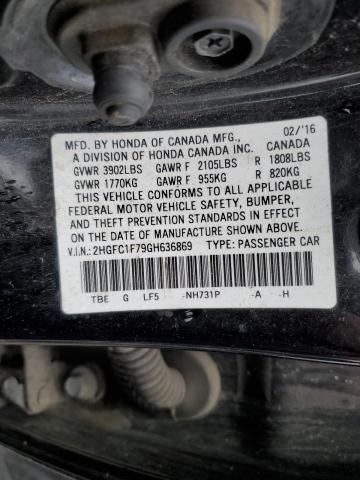 MFD. BY HONDA OF CANADA MFG., 02/'16
A DIVISION OF HONDA CANADA INC. CANADA
GVWR 3902LBS GAWR F 2105LBS R 1808LBS
GVWR 1770KG GAWR F 955KG R 820KG
THIS VEHICLE CONFORMS TO ALL APPLICABLE
FEDERAL MOTOR VEHICLE SAFETY, BUMPER,
AND THEFT PREVENTION STANDARDS IN EFFECT
ON THE DATE OF MANUFACTURE SHOWN ABOVE.
V.I.N.: 2HGFC1F79GH636869 TYPE: PASSENGER CAR
TBE G LF5 -NH731P -A -H